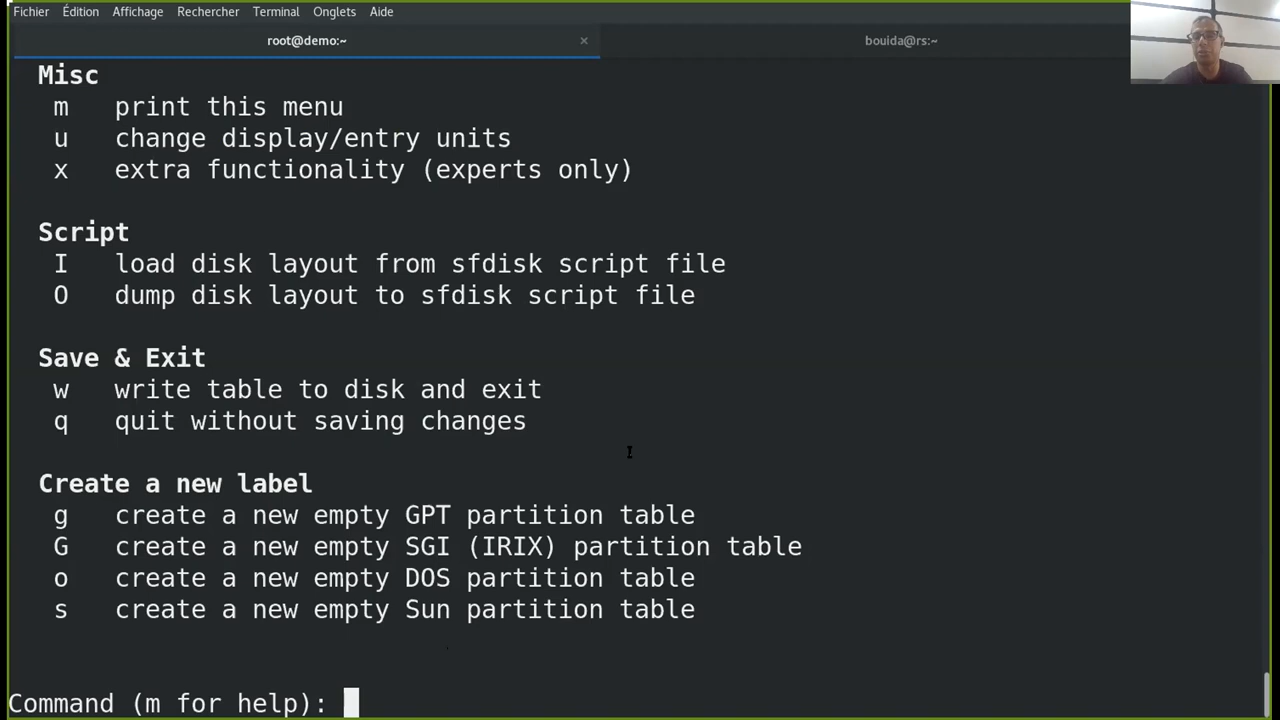 Fichier Édition Affichage Rechercher Terminal Onglets Aide
root@demo:~ × bouida@rs:~
Misc
m print this menu
u change display/entry units
x extra functionality (experts only)
Script
I load disk layout from sfdisk script file
O dump disk layout to sfdisk script file
Save & Exit
w write table to disk and exit
q quit without saving changes
Create a new label
g create a new empty GPT partition table
G create a new empty SGI (IRIX) partition table
o create a new empty DOS partition table
s create a new empty Sun partition table
Command (m for help):